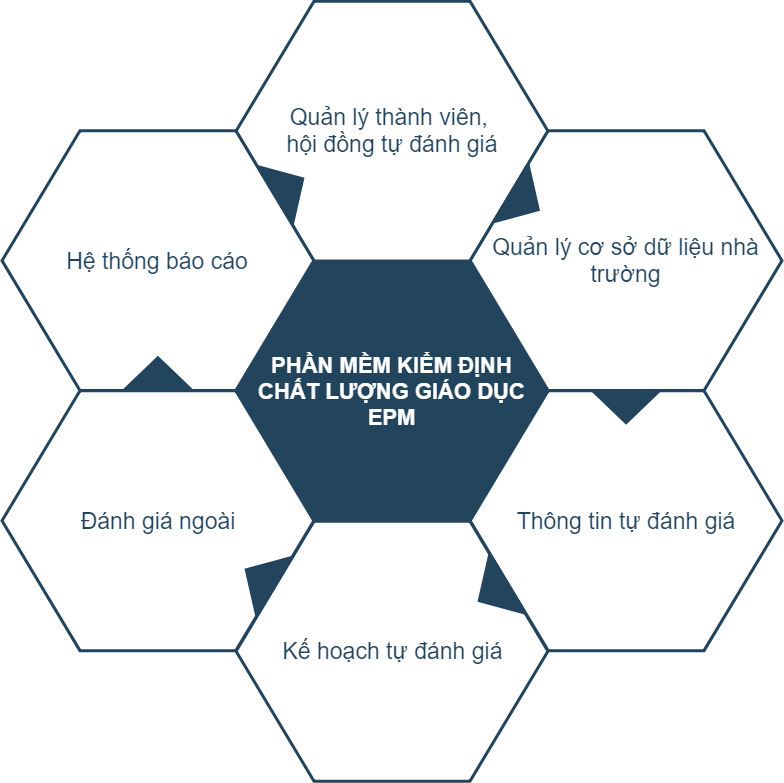 Quản lý thành viên,
hội đồng tự đánh giá
Quản lý cơ sở dữ liệu nhà
trường
Hệ thống báo cáo
PHẦN MỀM KIỂM ĐỊNH
CHẤT LƯỢNG GIÁO DỤC
EPM
Đánh giá ngoài
Thông tin tự đánh giá
Kế hoạch tự đánh giá